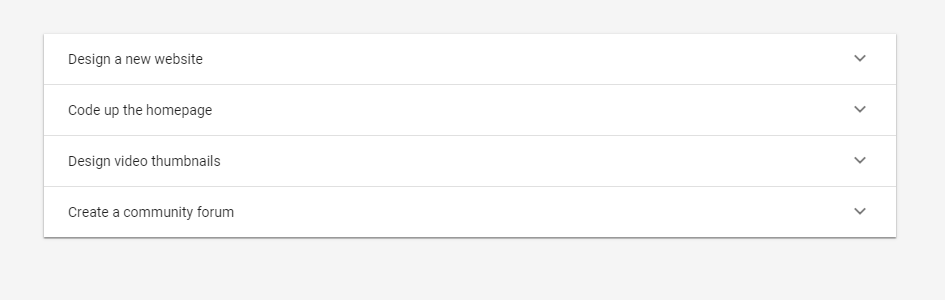 Design a new website
Code up the homepage
Design video thumbnails
Create a community forum